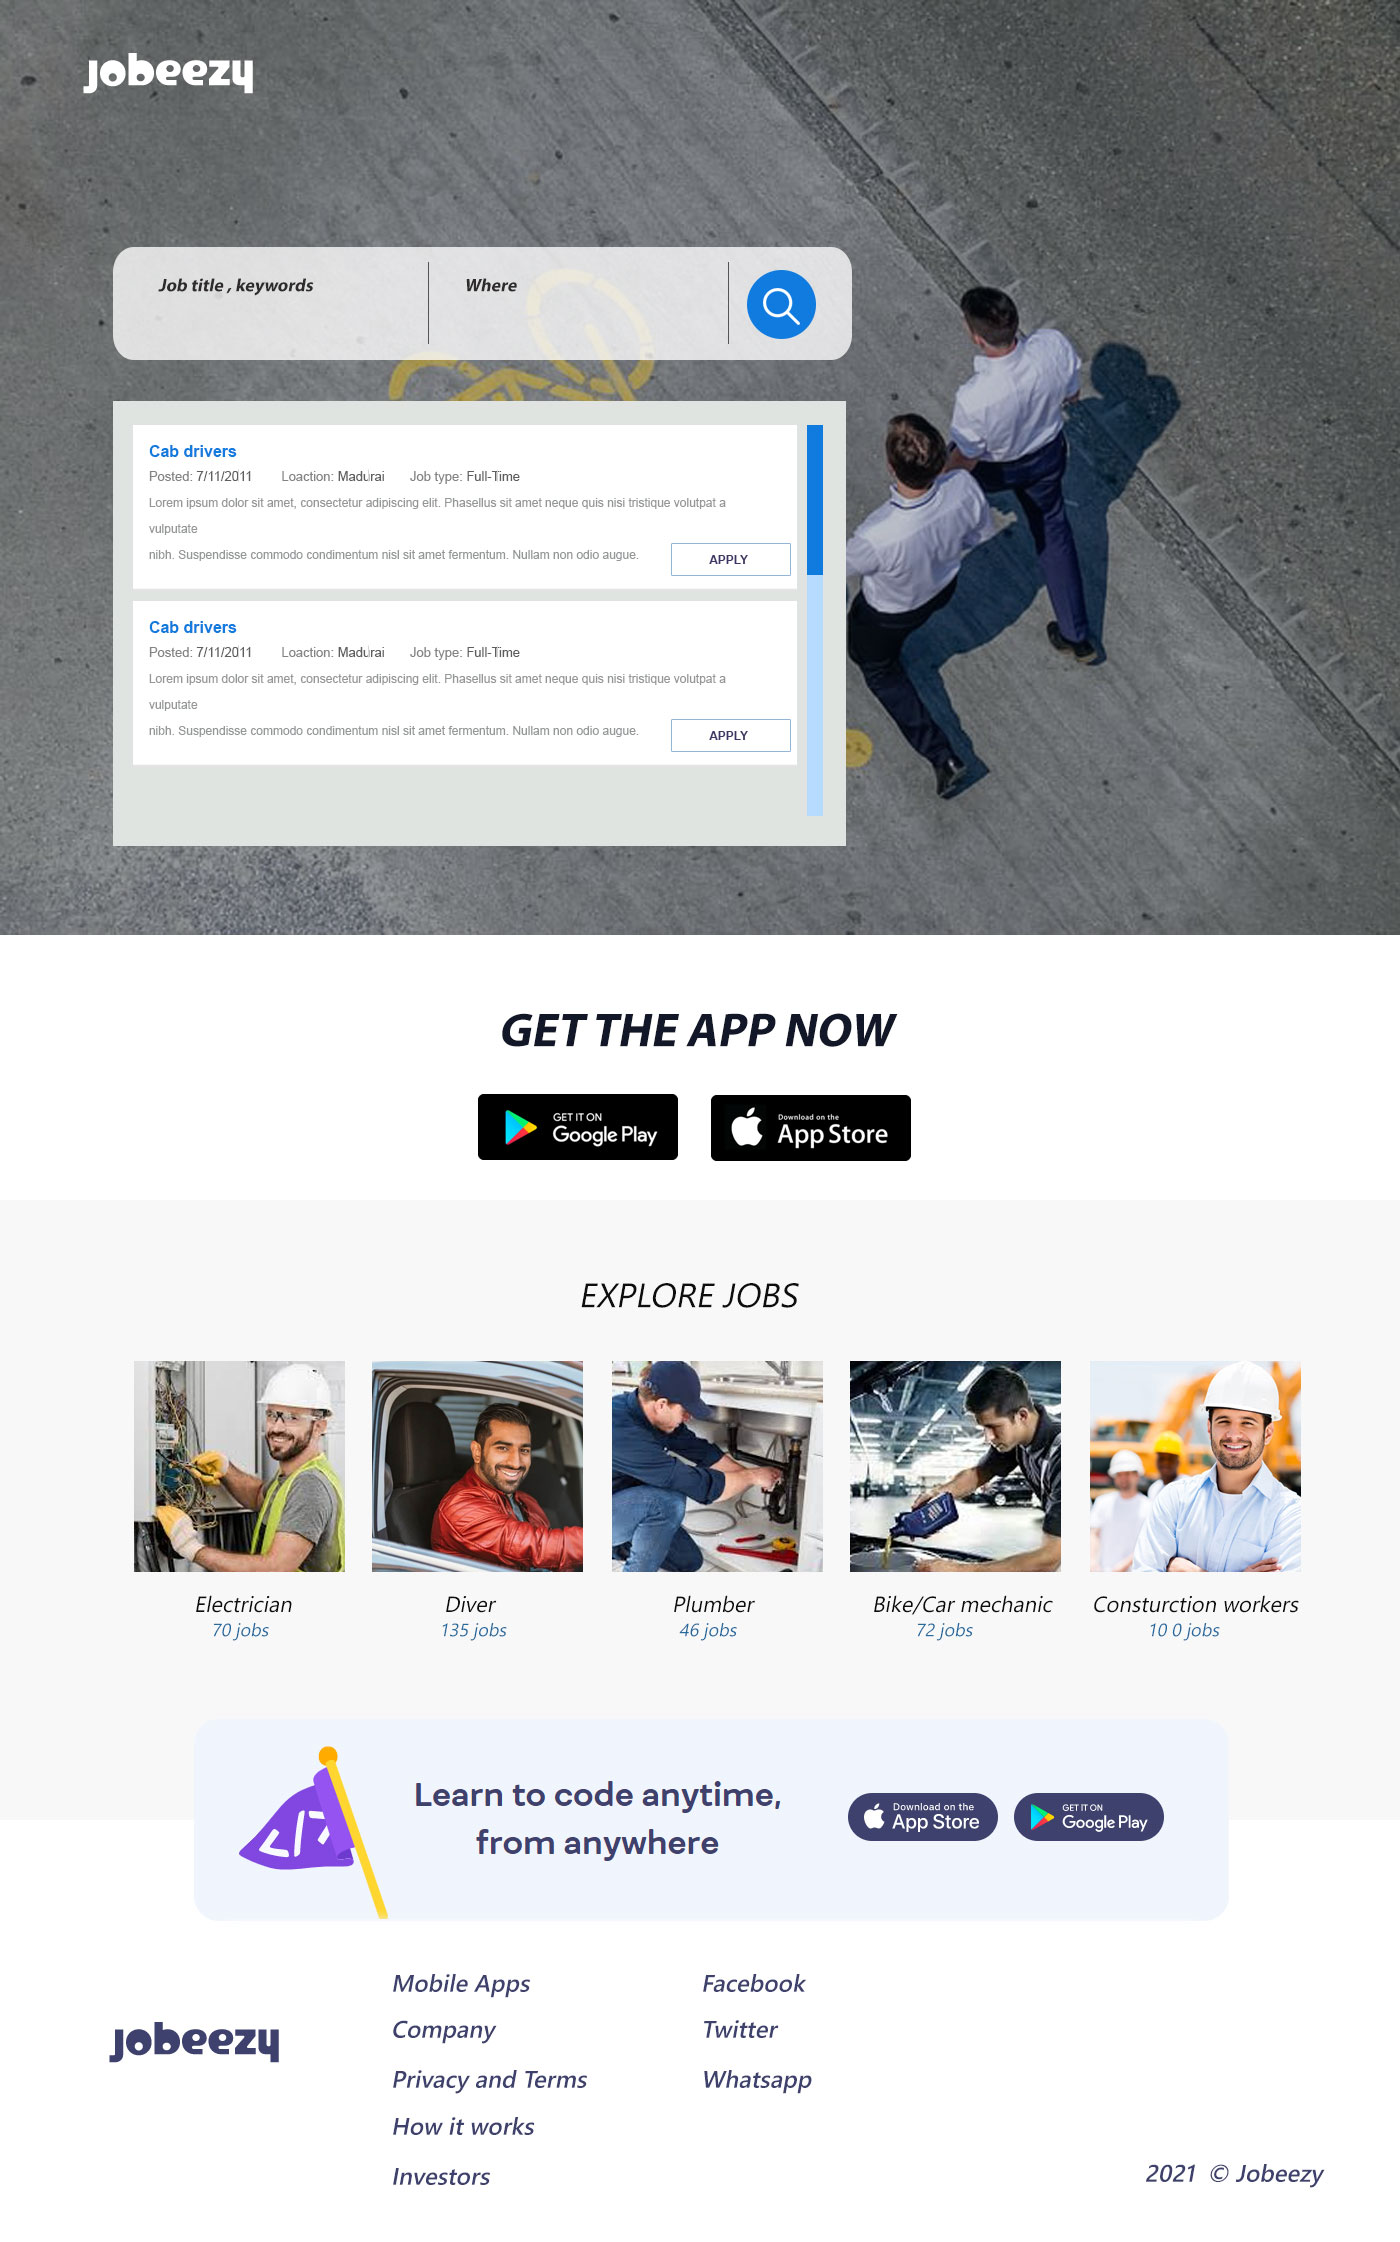 jobeezy
Job title , keywords
Where
Cab drivers
Posted: 7/11/2011 Loaction: Madurai Job type: Full-Time
Lorem ipsum dolor sit amet, consectetur adipiscing elit. Phasellus sit amet neque quis nisi tristique volutpat a
vulputate
nibh. Suspendisse commodo condimentum nisl sit amet fermentum. Nullam non odio augue.
APPLY
Cab drivers
Posted: 7/11/2011 Loaction: Madurai Job type: Full-Time
Lorem ipsum dolor sit amet, consectetur adipiscing elit. Phasellus sit amet neque quis nisi tristique volutpat a
vulputate
nibh. Suspendisse commodo condimentum nisl sit amet fermentum. Nullam non odio augue.
APPLY
GET THE APP NOW
GET IT ON
Google Play
Download on the
App Store
EXPLORE JOBS
Electrician
70 jobs
Diver
135 jobs
Plumber
46 jobs
Bike/Car mechanic
72 jobs
Consturction workers
10 0 jobs
</>
Learn to code anytime,
from anywhere
Download on the
App Store
GET IT ON
Google Play
jobeezy
Mobile Apps
Company
Privacy and Terms
How it works
Investors
Facebook
Twitter
Whatsapp
2021 © Jobeezy